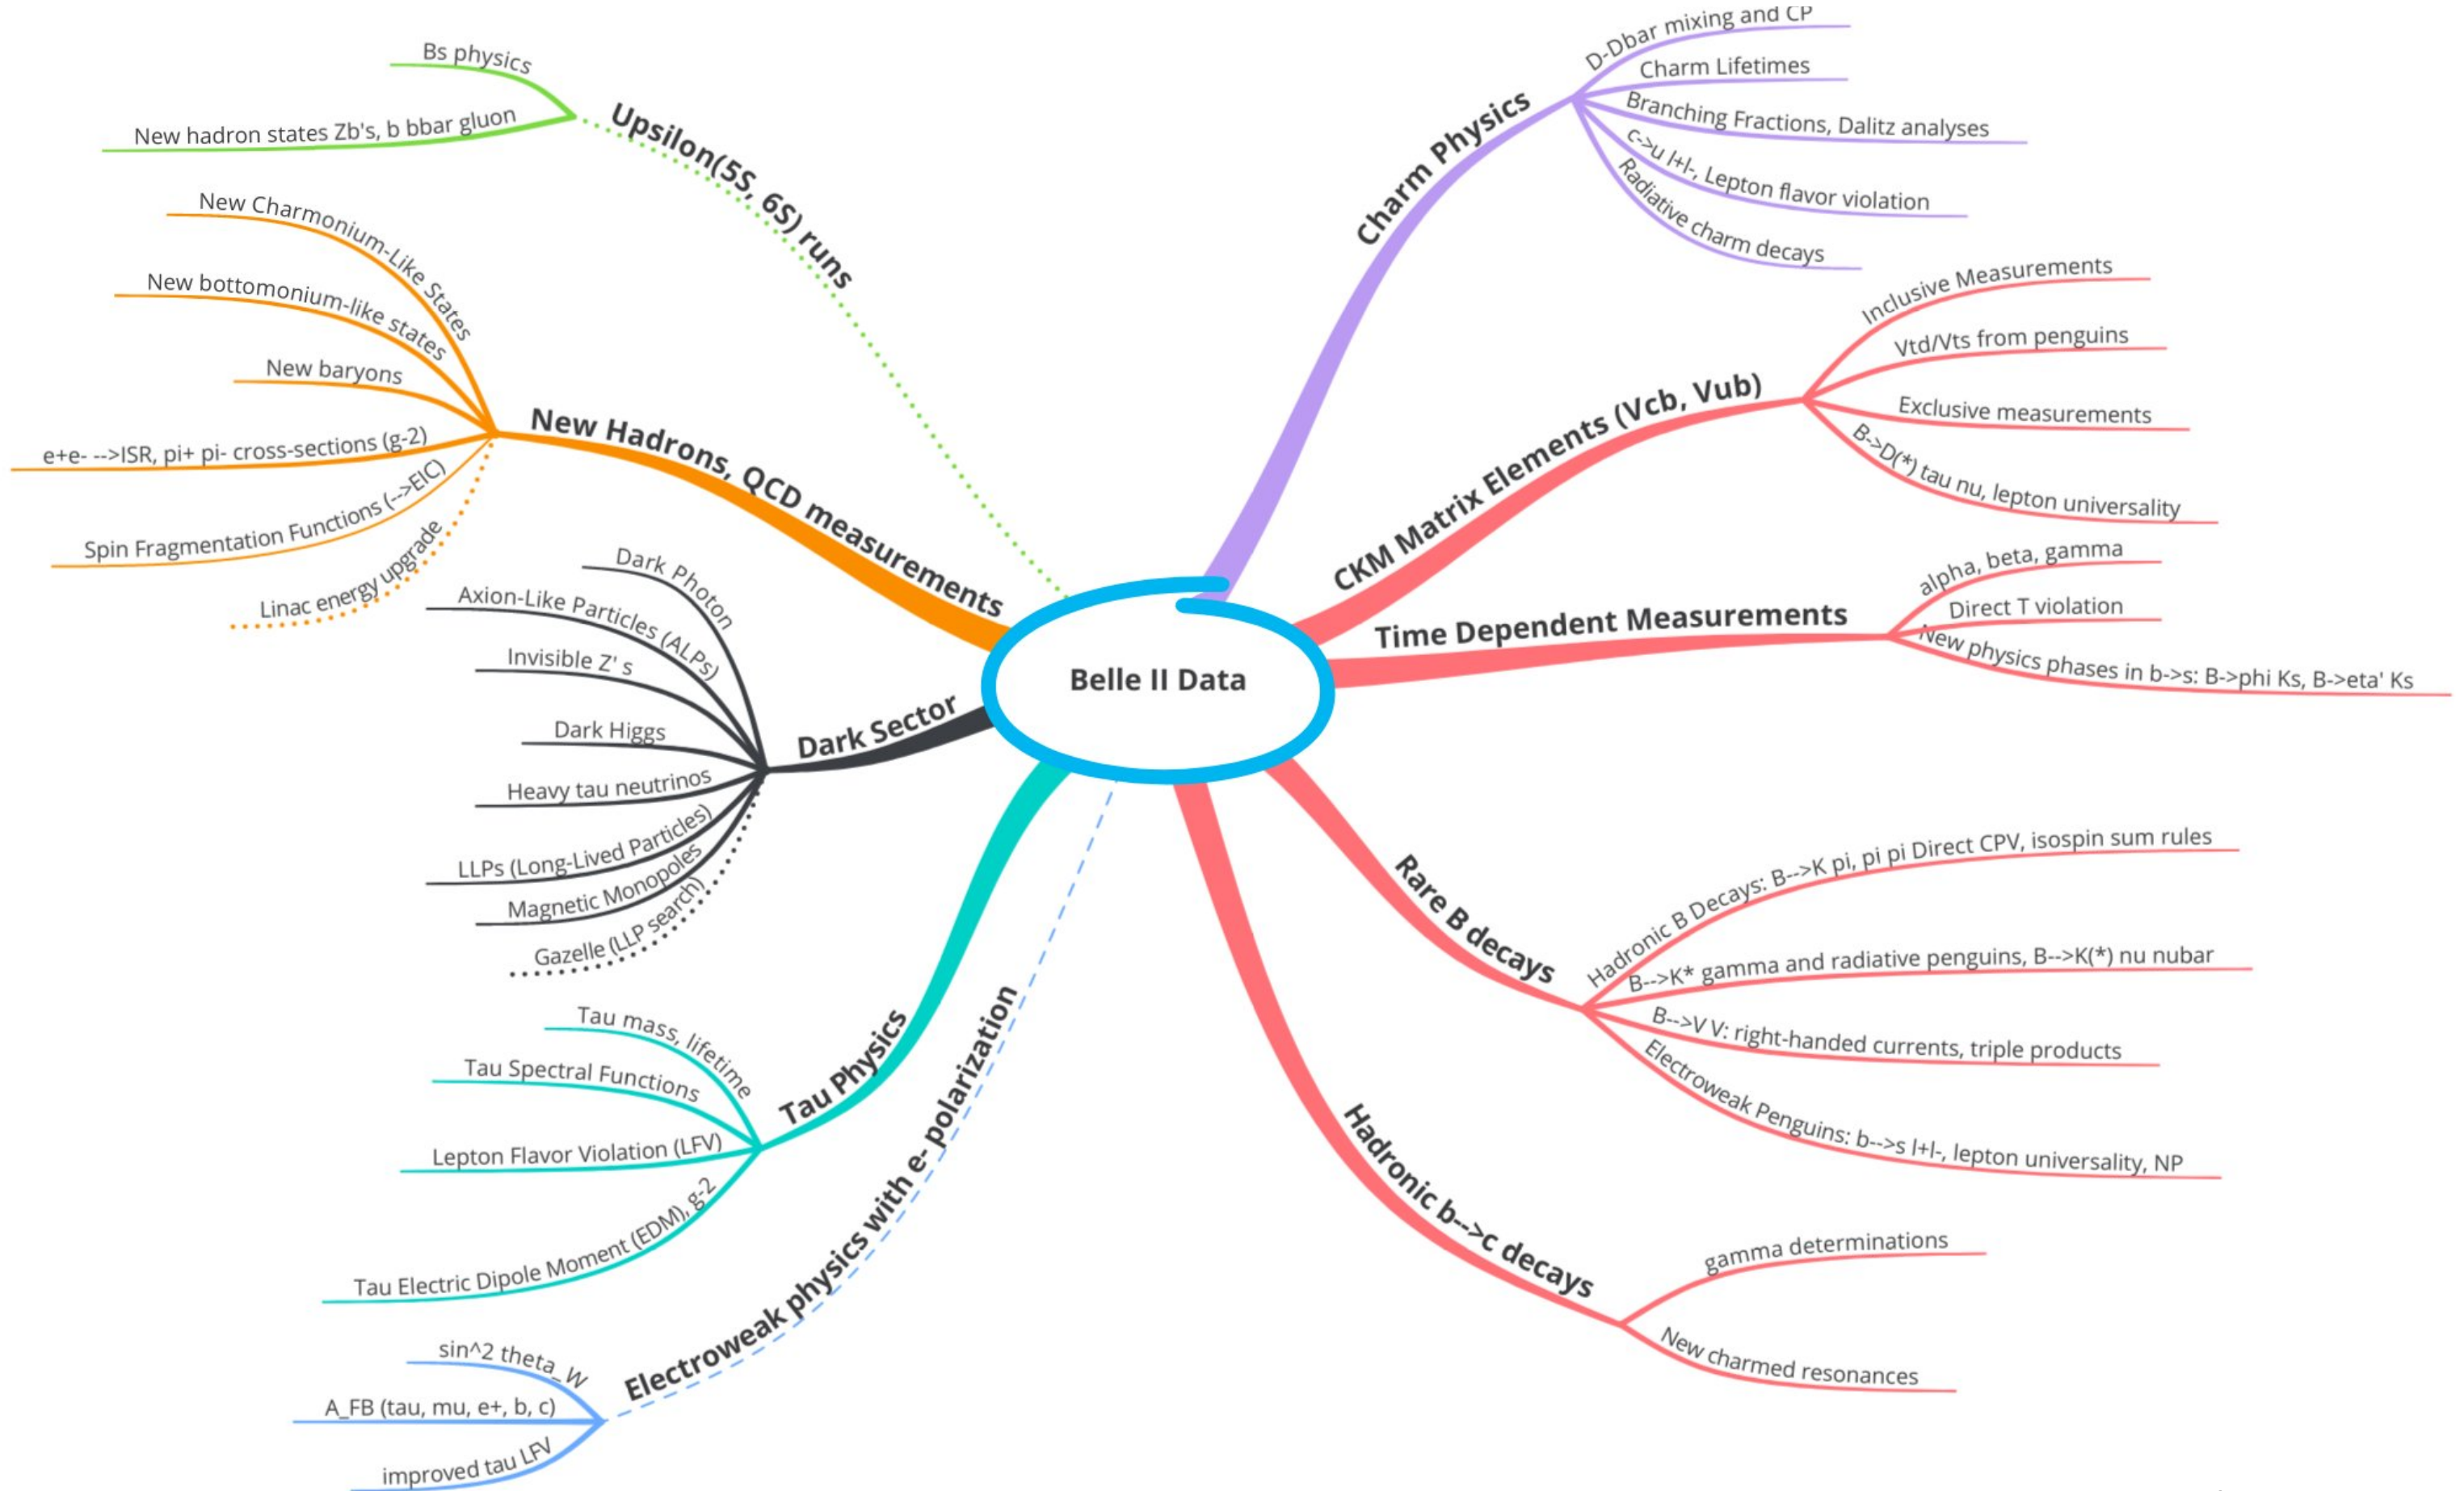 Belle II Data
Upsilon(5S, 6S) runs
Bs physics
New hadron states Zb's, b bbar gluon
New Hadrons, QCD measurements
New Charmonium-Like States
New bottomonium-like states
New baryons
e+e- -->ISR, pi+ pi- cross-sections (g-2)
Spin Fragmentation Functions (-->EIC)
Linac energy upgrade
Dark Sector
Dark Photon
Axion-Like Particles (ALPs)
Invisible Z' s
Dark Higgs
Heavy tau neutrinos
LLPs (Long-Lived Particles)
Magnetic Monopoles
Gazelle (LLP search)
Tau Physics
Tau mass, lifetime
Tau Spectral Functions
Lepton Flavor Violation (LFV)
Tau Electric Dipole Moment (EDM), g-2
Electroweak physics with e- polarization
sin^2 theta_W
A_FB (tau, mu, e+, b, c)
improved tau LFV
Charm Physics
D-Dbar mixing and CP
Charm Lifetimes
Branching Fractions, Dalitz analyses
c->u l+l-, Lepton flavor violation
Radiative charm decays
CKM Matrix Elements (Vcb, Vub)
Inclusive Measurements
Vtd/Vts from penguins
Exclusive measurements
B->D(*) tau nu, lepton universality
Time Dependent Measurements
alpha, beta, gamma
Direct T violation
New physics phases in b->s: B->phi Ks, B->eta' Ks
Rare B decays
Hadronic B Decays: B-->K pi, pi pi Direct CPV, isospin sum rules
B-->K* gamma and radiative penguins, B-->K(*) nu nubar
B-->V V: right-handed currents, triple products
Electroweak Penguins: b-->s l+l-, lepton universality, NP
Hadronic b-->c decays
gamma determinations
New charmed resonances